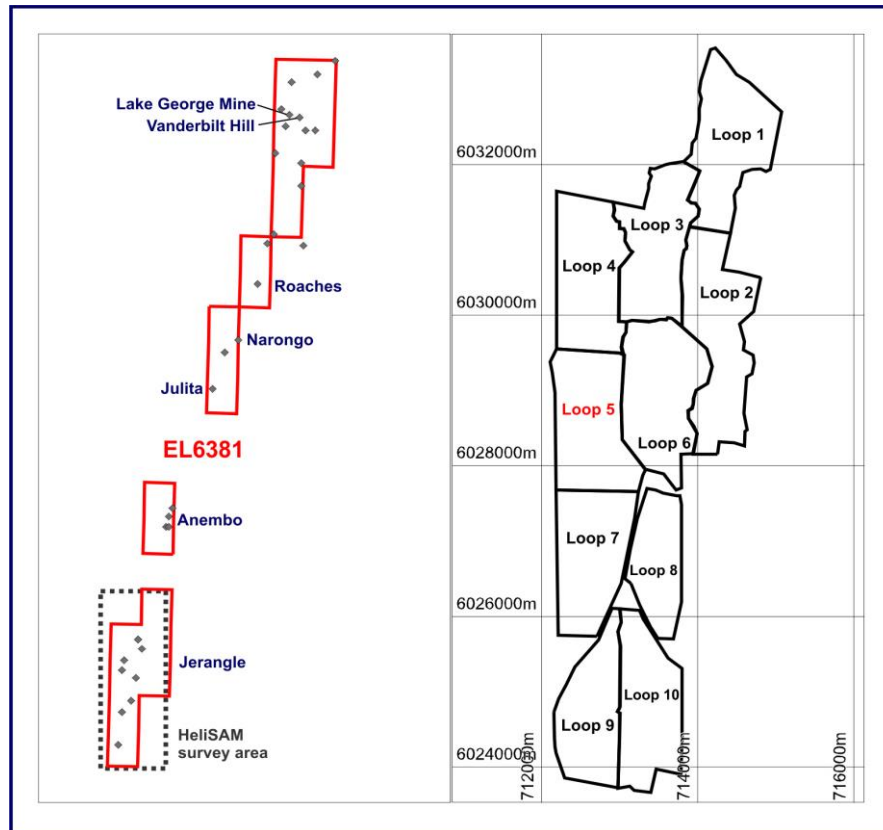 Lake George Mine
Vanderbilt Hill
Roaches
Narongo
Julita
EL6381
Anembo
Jerangle
HeliSAM
survey area
Loop 1
6032000m
Loop 3
Loop 4
Loop 2
6030000m
Loop 5
Loop 6
6028000m
Loop 7
Loop 8
6026000m
Loop 10
Loop 9
6024000m
712000m
714000m
716000m